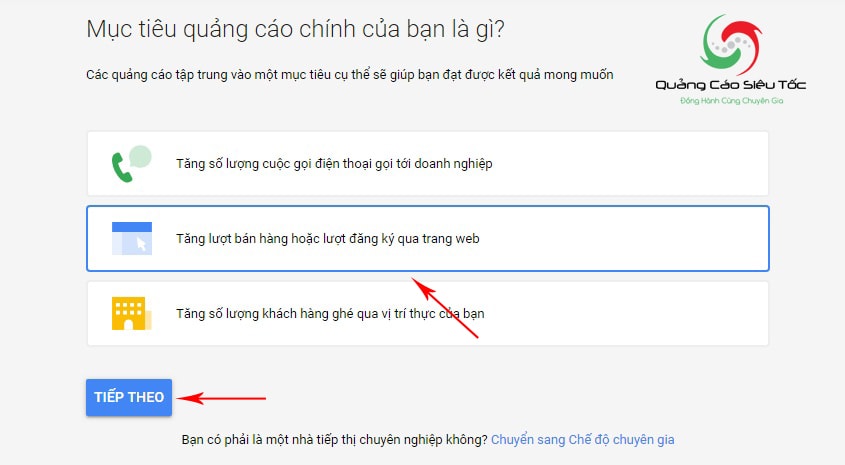 Mục tiêu quảng cáo chính của bạn là gì?
Các quảng cáo tập trung vào một mục tiêu cụ thể sẽ giúp bạn đạt được kết quả mong muốn
Quảng Cáo Siêu Tốc
Đồng Hành Cùng Chuyên Gia
Tăng số lượng cuộc gọi điện thoại gọi tới doanh nghiệp
Tăng lượt bán hàng hoặc lượt đăng ký qua trang web
Tăng số lượng khách hàng ghé qua vị trí thực của bạn
TIẾP THEO
Bạn có phải là một nhà tiếp thị chuyên nghiệp không? Chuyển sang Chế độ chuyên gia